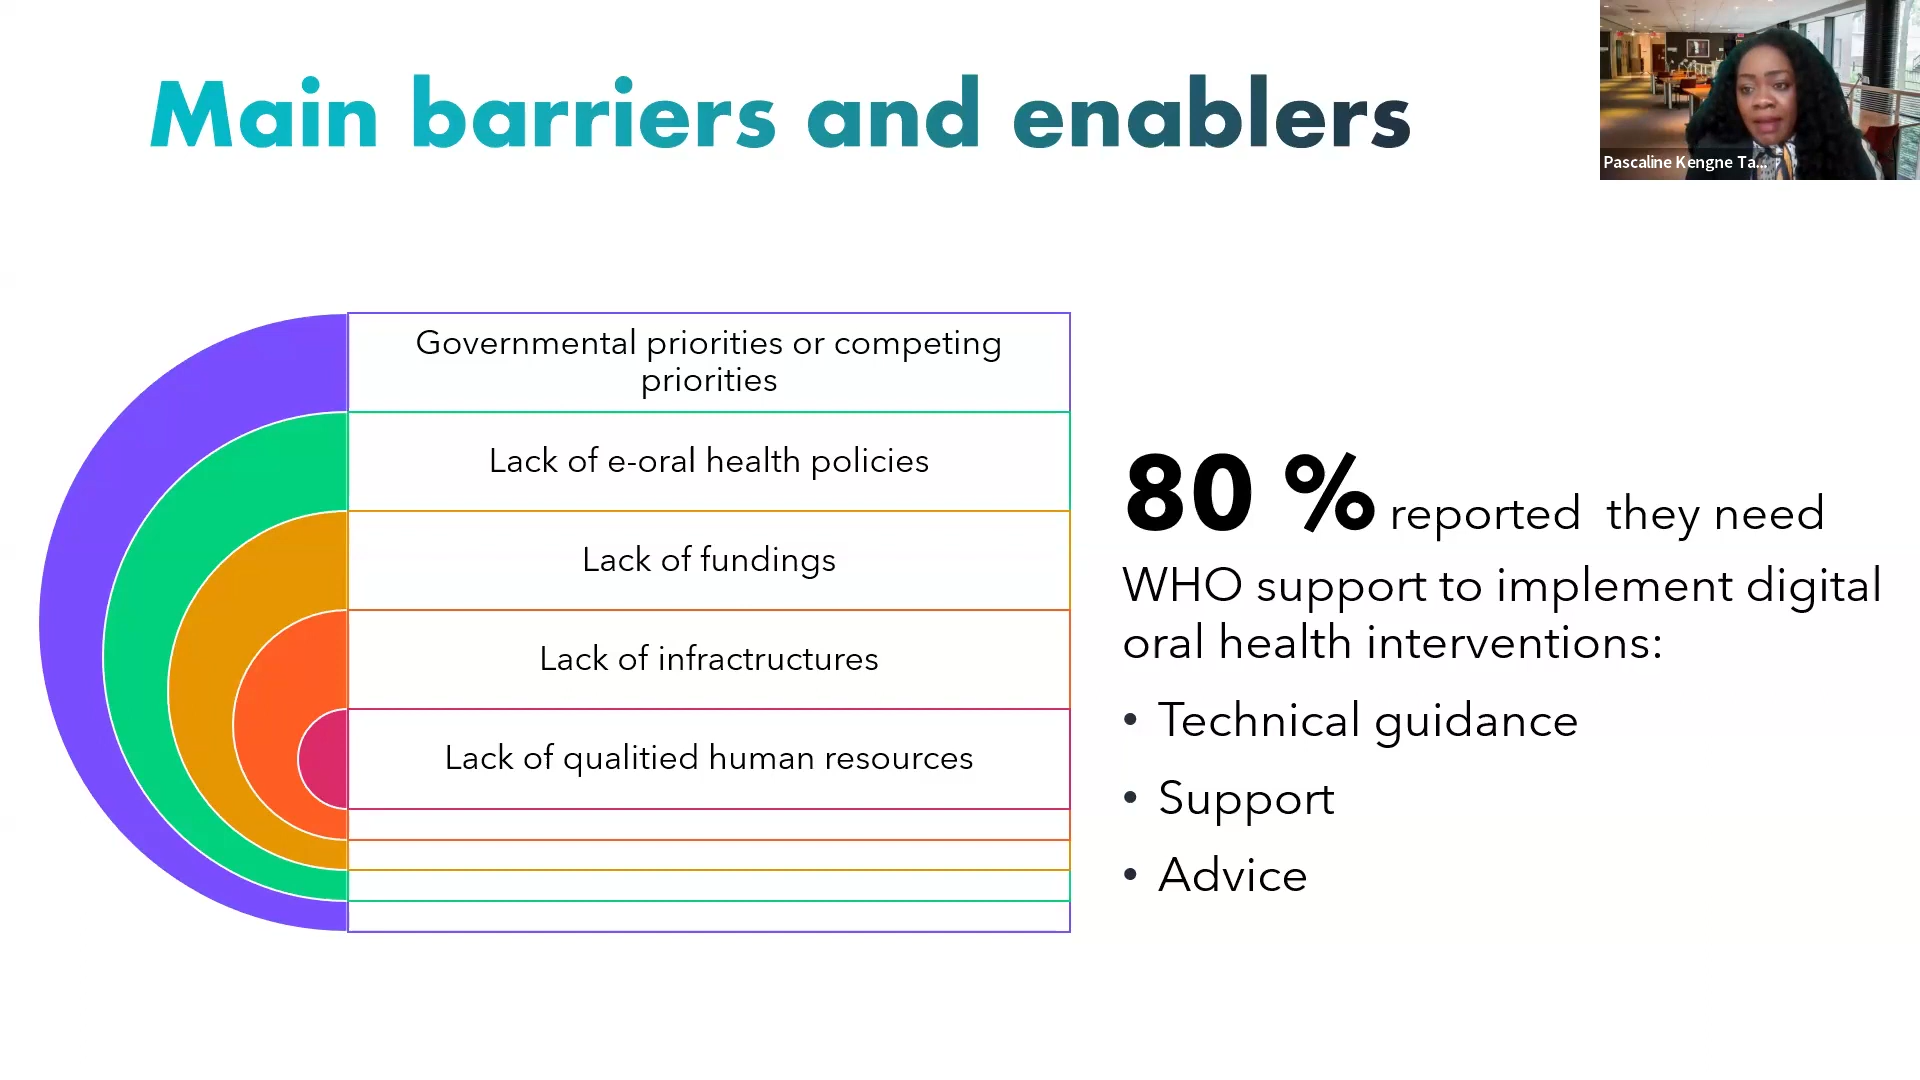 Main barriers and enablers
Pascaline Kengne Ta...
Governmental priorities or competing
priorities
Lack of e-oral health policies
Lack of fundings
Lack of infractructures
Lack of qualitied human resources
80 % reported they need
WHO support to implement digital
oral health interventions:
• Technical guidance
• Support
• Advice